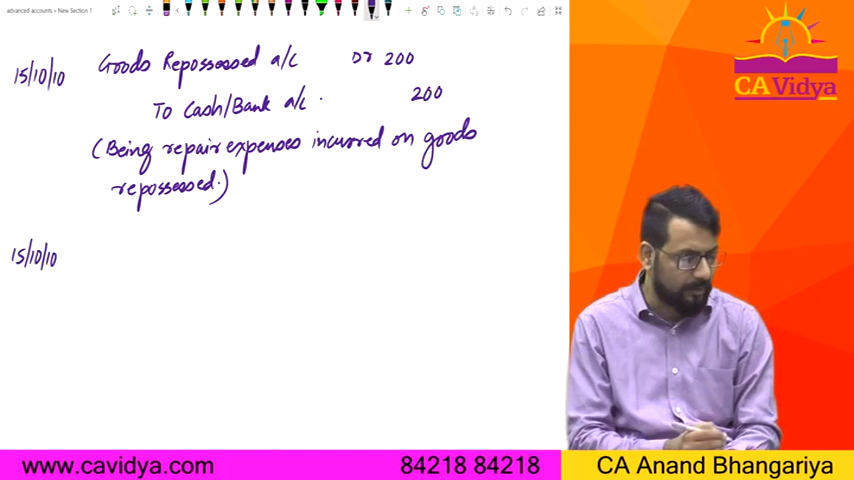 advanced accounts > New Section 1
15/10/10 Goods Repossessed a/c Dr 200
To Cash/Bank a/c. 200
(Being repair expenses incurred on goods
repossessed.)
15/10/10
CA Vidya
www.cavidya.com 84218 84218 CA Anand Bhangariya